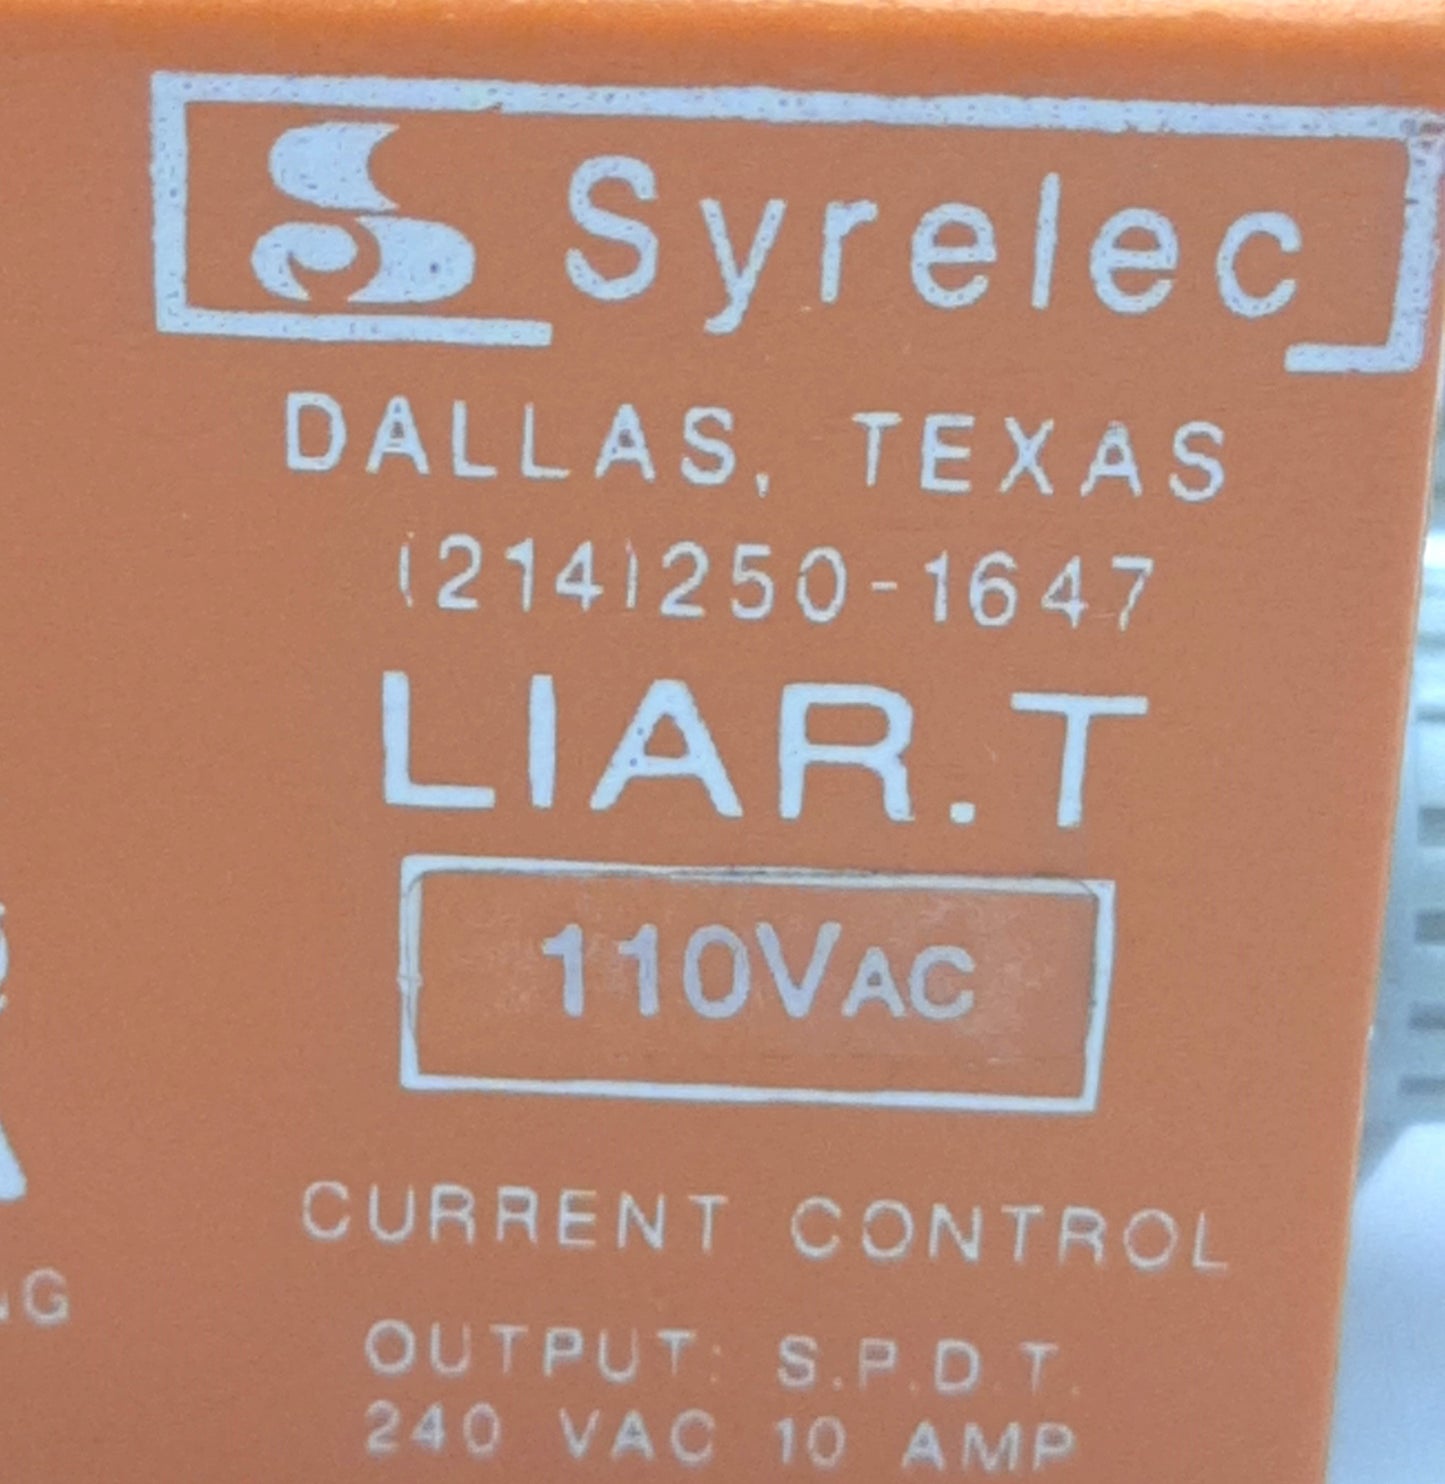 Syrelec
DALLAS, TEXAS
(214)250-1647
LIAR.T
110VAC
CURRENT CONTROL
OUTPUT: S.P.D.T.
240 VAC 10 AMP